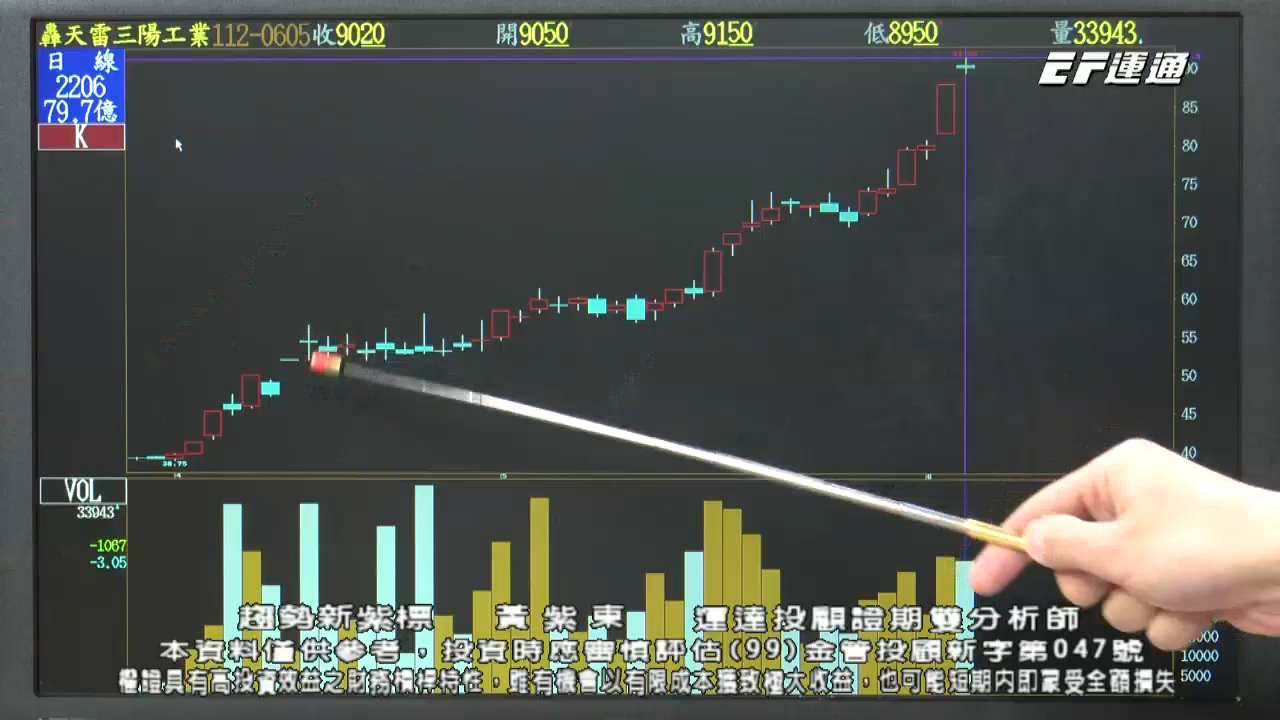 轟天雷三陽工業112-0605收9020 開9050 高9150 低8950 量33943.
EF運通
日 線
2206
79.7億
K
90
85
80
75
70
65
60
55
50
45
40
38.75
4 5 6
VOL
33943
-1067
-3.05
趨勢新紫標 黃紫東 運達投顧證期雙分析師
本資料僅供參考，投資時應審慎評估(99)金管投顧新字第047號
10000
權證具有高投資效益之財務槓桿特性，雖有機會以有限成本獲致極大收益，也可能短期內即蒙受全額損失
5000